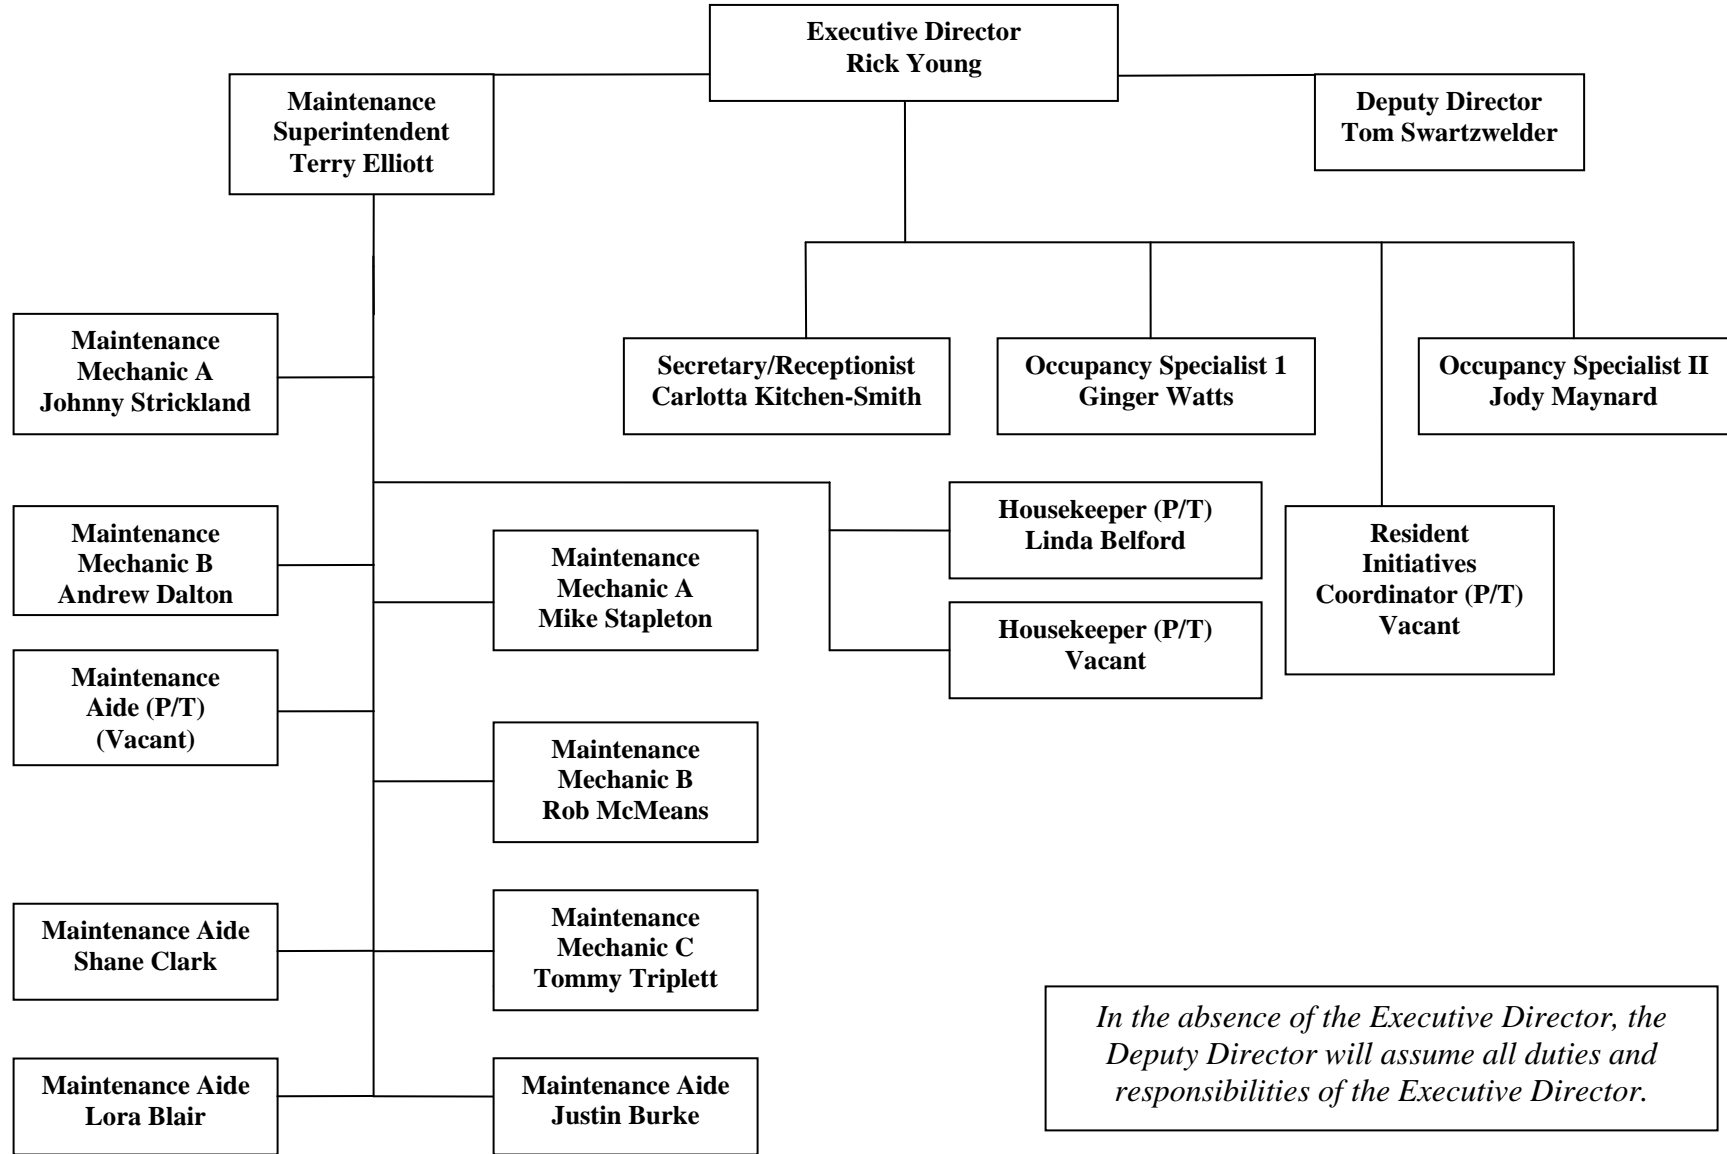 Executive Director
Rick Young
Maintenance
Superintendent
Terry Elliott
Deputy Director
Tom Swartzwelder
Maintenance
Mechanic A
Johnny Strickland
Secretary/Receptionist
Carlotta Kitchen-Smith
Occupancy Specialist 1
Ginger Watts
Occupancy Specialist II
Jody Maynard
Maintenance
Mechanic B
Andrew Dalton
Maintenance
Mechanic A
Mike Stapleton
Housekeeper (P/T)
Linda Belford
Housekeeper (P/T)
Vacant
Resident
Initiatives
Coordinator (P/T)
Vacant
Maintenance
Aide (P/T)
(Vacant)
Maintenance
Mechanic B
Rob McMeans
Maintenance Aide
Shane Clark
Maintenance
Mechanic C
Tommy Triplett
Maintenance Aide
Lora Blair
Maintenance Aide
Justin Burke
In the absence of the Executive Director, the
Deputy Director will assume all duties and
responsibilities of the Executive Director.